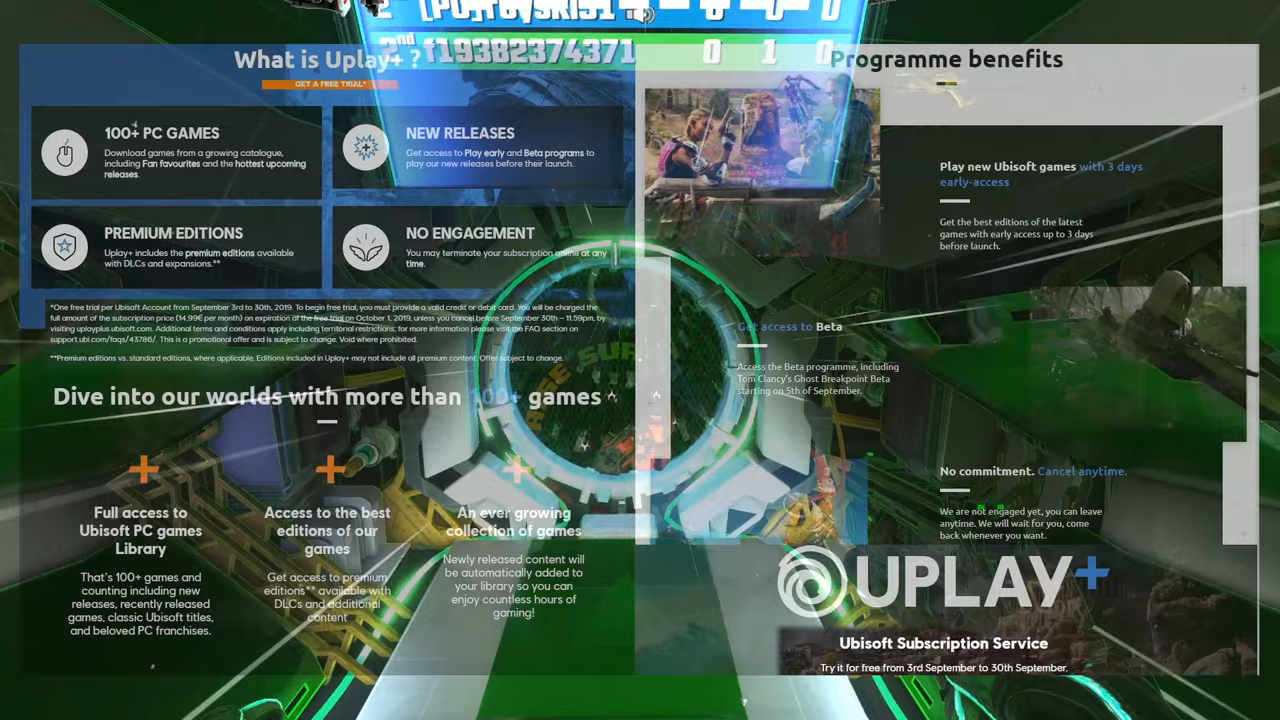 2nd f19382374371 0 1 0
What is Uplay+ ?
GET A FREE TRIAL*
100+ PC GAMES
Download games from a growing catalogue,
including Fan favourites and the hottest upcoming
releases.
NEW RELEASES
Get access to Play early and Beta programs to
play our new releases before their launch.
PREMIUM EDITIONS
Uplay+ includes the premium editions available
with DLCs and expansions.**
NO ENGAGEMENT
You may terminate your subscription online at any
time.
*One free trial per Ubisoft Account from September 3rd to 30th, 2019. To begin free trial, you must provide a valid credit or debit card. You will be charged the
full amount of the subscription price (14.99€ per month) on expiration of the free trial on October 1, 2019, unless you cancel before September 30th – 11.59pm, by
visiting uplayplus.ubisoft.com. Additional terms and conditions apply including territorial restrictions; for more information please visit the FAQ section on
support.ubi.com/faqs/43786/. This is a promotional offer and is subject to change. Void where prohibited.
**Premium editions vs. standard editions, where applicable. Editions included in Uplay+ may not include all premium content. Offer subject to change.
Dive into our worlds with more than 100+ games
Full access to
Ubisoft PC games
Library
That's 100+ games and
counting including new
releases, recently released
games, classic Ubisoft titles,
and beloved PC franchises.
Access to the best
editions of our
games
Get access to premium
editions** available with
DLCs and additional
content
An ever growing
collection of games
Newly released content will
be automatically added to
your library so you can
enjoy countless hours of
gaming!
Programme benefits
Play new Ubisoft games with 3 days
early-access
Get the best editions of the latest
games with early access up to 3 days
before launch.
Get access to Beta
Access the Beta programme, including
Tom Clancy's Ghost Breakpoint Beta
starting on 5th of September.
No commitment. Cancel anytime.
We are not engaged yet, you can leave
anytime. We will wait for you, come
back whenever you want.
UPLAY+
Ubisoft Subscription Service
Try it for free from 3rd September to 30th September.